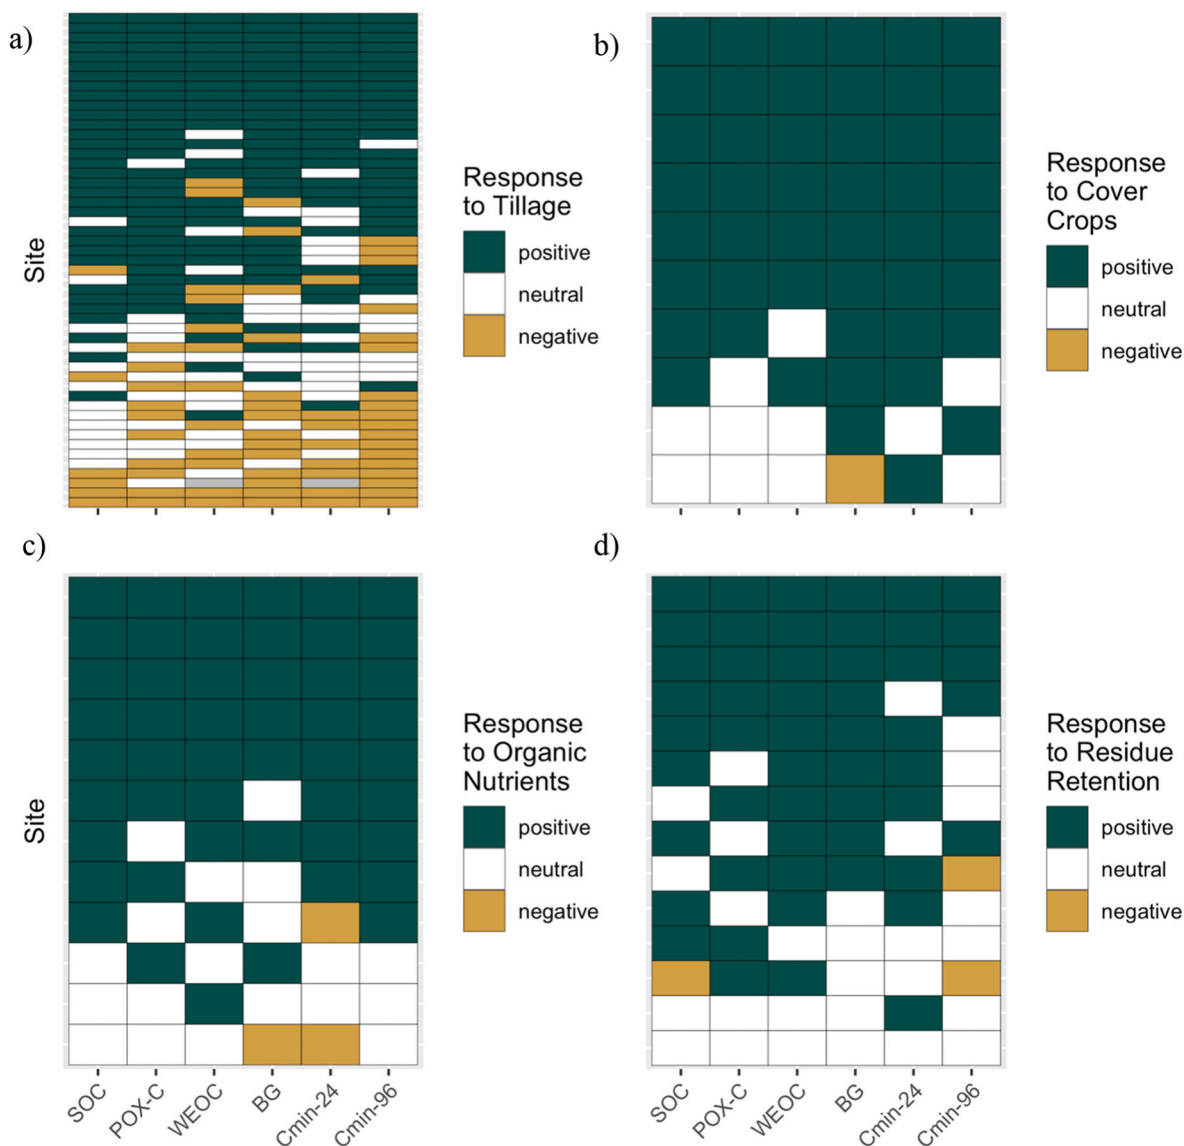 a)
Site
Response
to Tillage
positive
neutral
negative
b)
Response
to Cover
Crops
positive
neutral
negative
c)
Site
Response
to Organic
Nutrients
positive
neutral
negative
SOC
POX-C
WEOC
BG
Cmin-24
Cmin-96
d)
Response
to Residue
Retention
positive
neutral
negative
SOC
POX-C
WEOC
BG
Cmin-24
Cmin-96